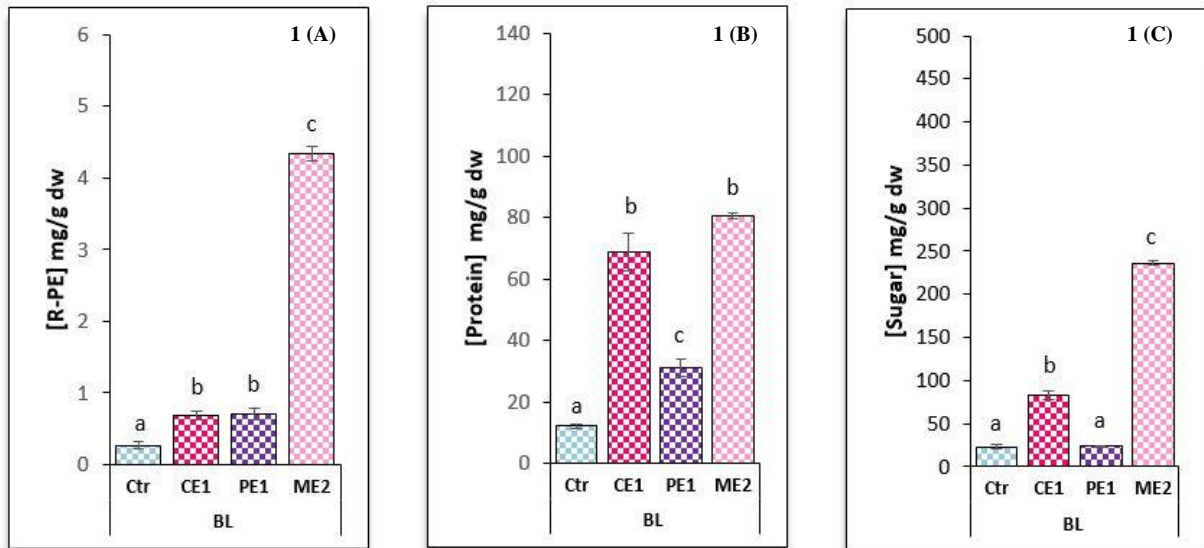 1 (A)
[R-PE] mg/g dw
6
5
4
3
2
1
0
a
b
b
c
Ctr CE1 PE1 ME2
BL
1 (B)
[Protein] mg/g dw
140
120
100
80
60
40
20
0
a
b
c
b
Ctr CE1 PE1 ME2
BL
1 (C)
[Sugar] mg/g dw
500
450
400
350
300
250
200
150
100
50
0
a
b
a
c
Ctr CE1 PE1 ME2
BL